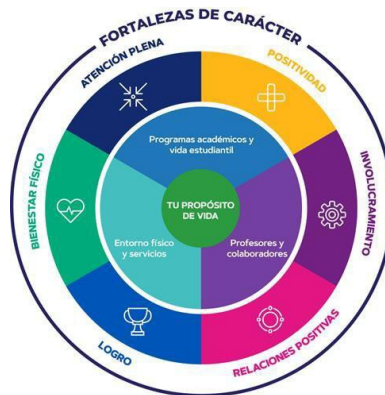 FORTALEZAS DE CARÁCTER
ATENCIÓN PLENA
POSITIVIDAD
INVOLUCRAMIENTO
RELACIONES POSITIVAS
LOGRO
BIENESTAR FÍSICO
Programas académicos y
vida estudiantil
TU PROPÓSITO
DE VIDA
Entorno físico
y servicios
Profesores y
colaboradores